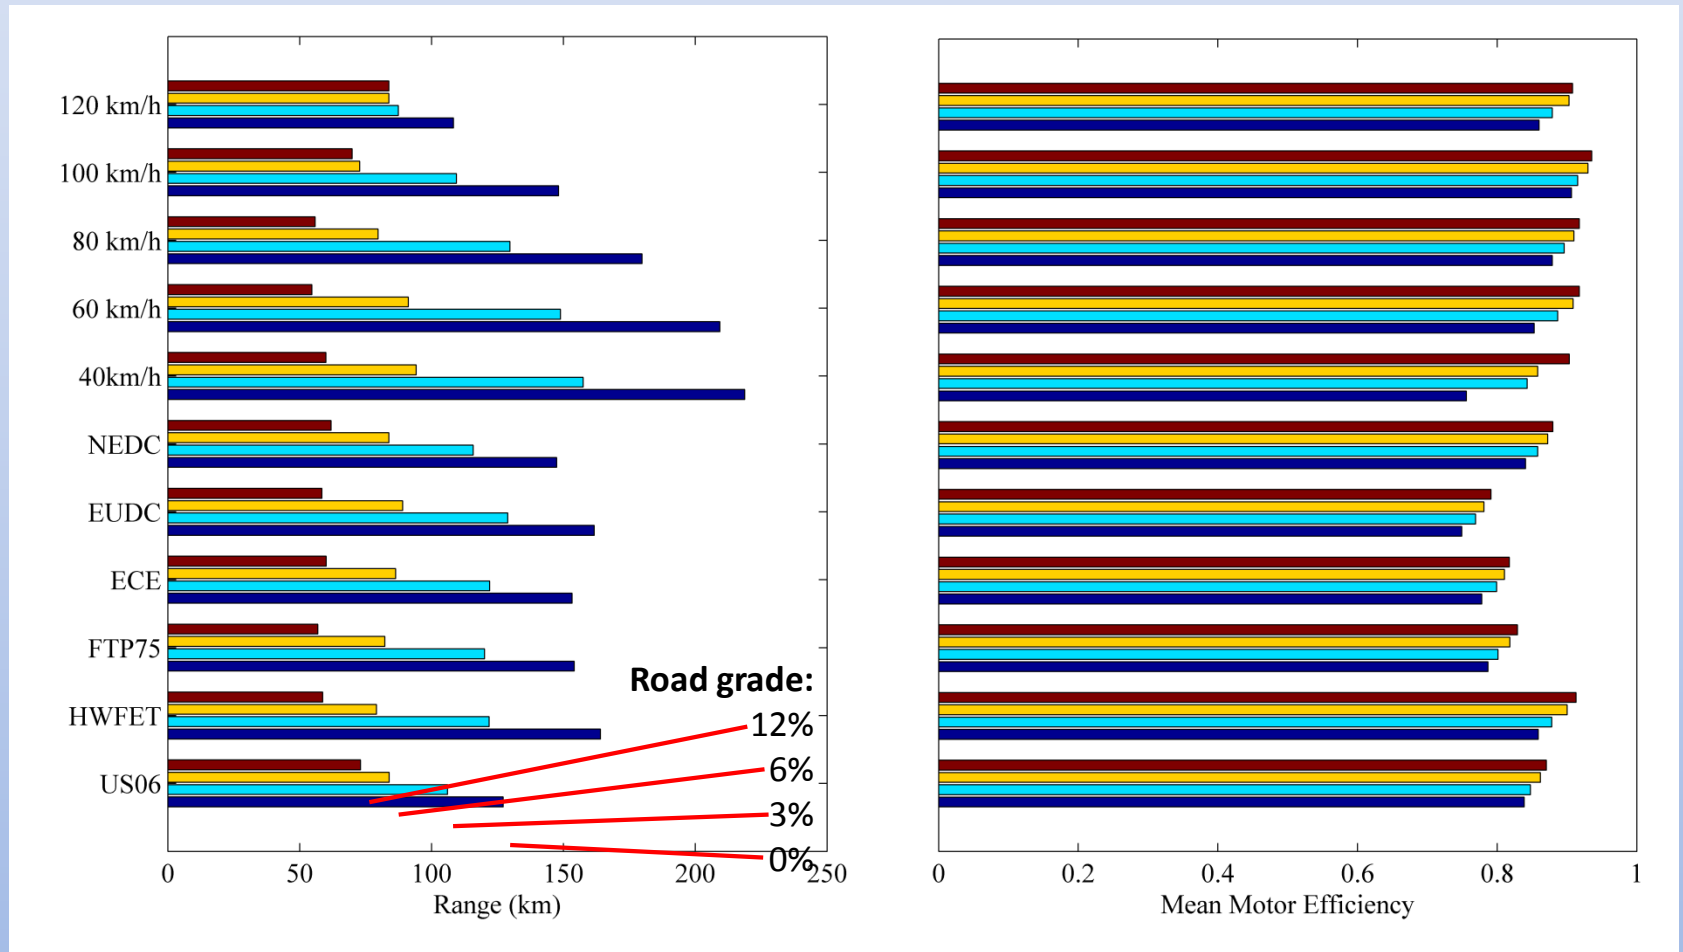 120 km/h
100 km/h
80 km/h
60 km/h
40km/h
NEDC
EUDC
ECE
FTP75
HWFET
US06
Road grade:
12%
6%
3%
0%
0 50 100 150 200 250
Range (km)
0 0.2 0.4 0.6 0.8 1
Mean Motor Efficiency